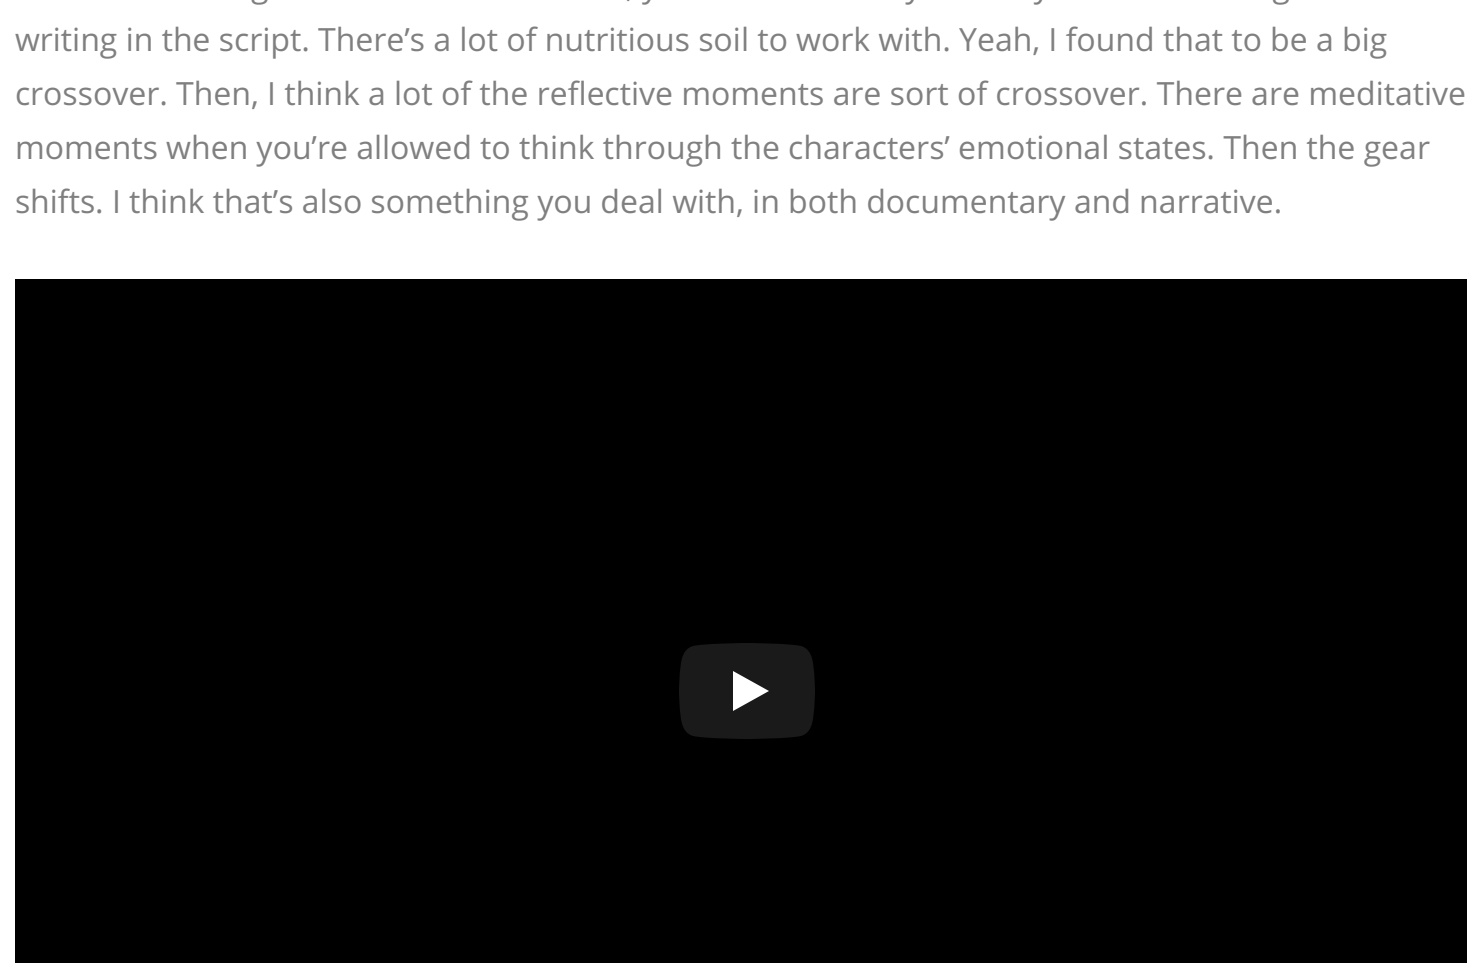 writing in the script. There’s a lot of nutritious soil to work with. Yeah, I found that to be a big
crossover. Then, I think a lot of the reflective moments are sort of crossover. There are meditative
moments when you’re allowed to think through the characters’ emotional states. Then the gear
shifts. I think that’s also something you deal with, in both documentary and narrative.